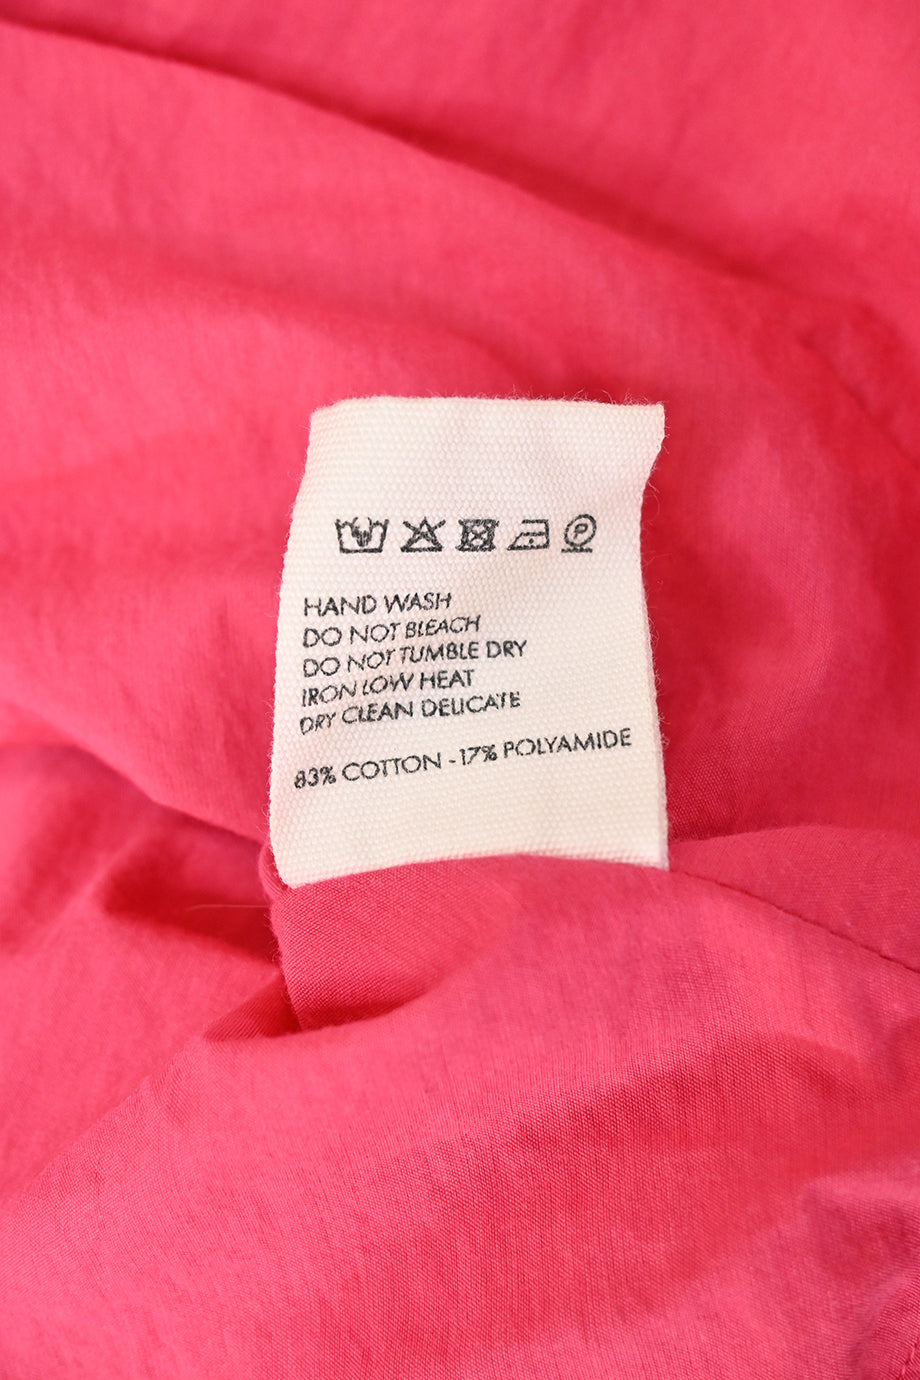 HAND WASH
DO NOT BLEACH
DO NOT TUMBLE DRY
IRON LOW HEAT
DRY CLEAN DELICATE
83% COTTON - 17% POLYAMIDE